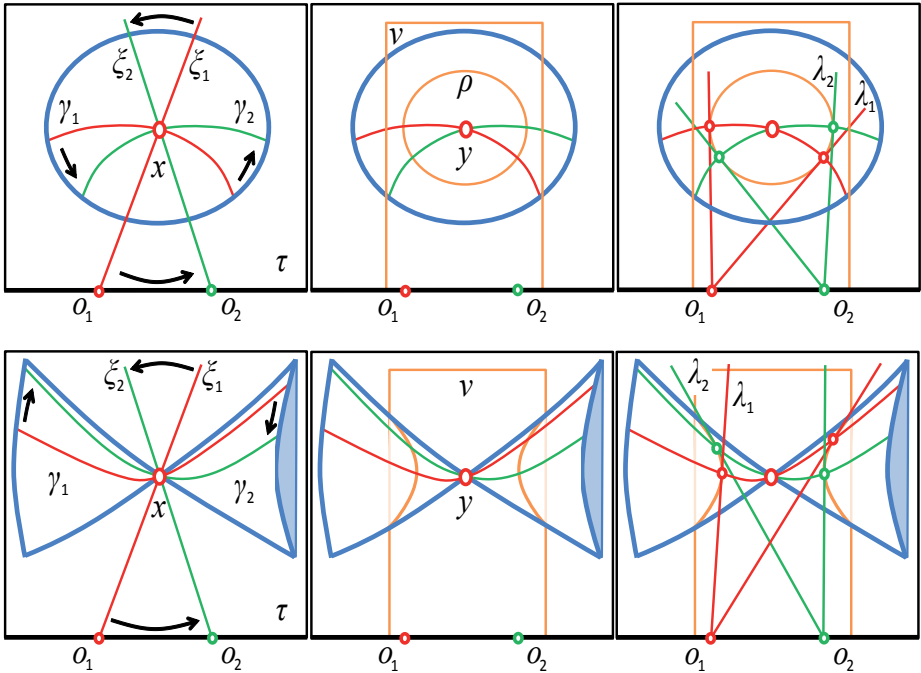 ξ₂ ξ₁
γ₁ γ₂
x
τ
o₁ o₂
ν
ρ
y
o₁ o₂
λ₂
λ₁
o₁ o₂
ξ₂ ξ₁
γ₁ γ₂
x
τ
o₁ o₂
ν
y
o₁ o₂
λ₂
λ₁
o₁ o₂